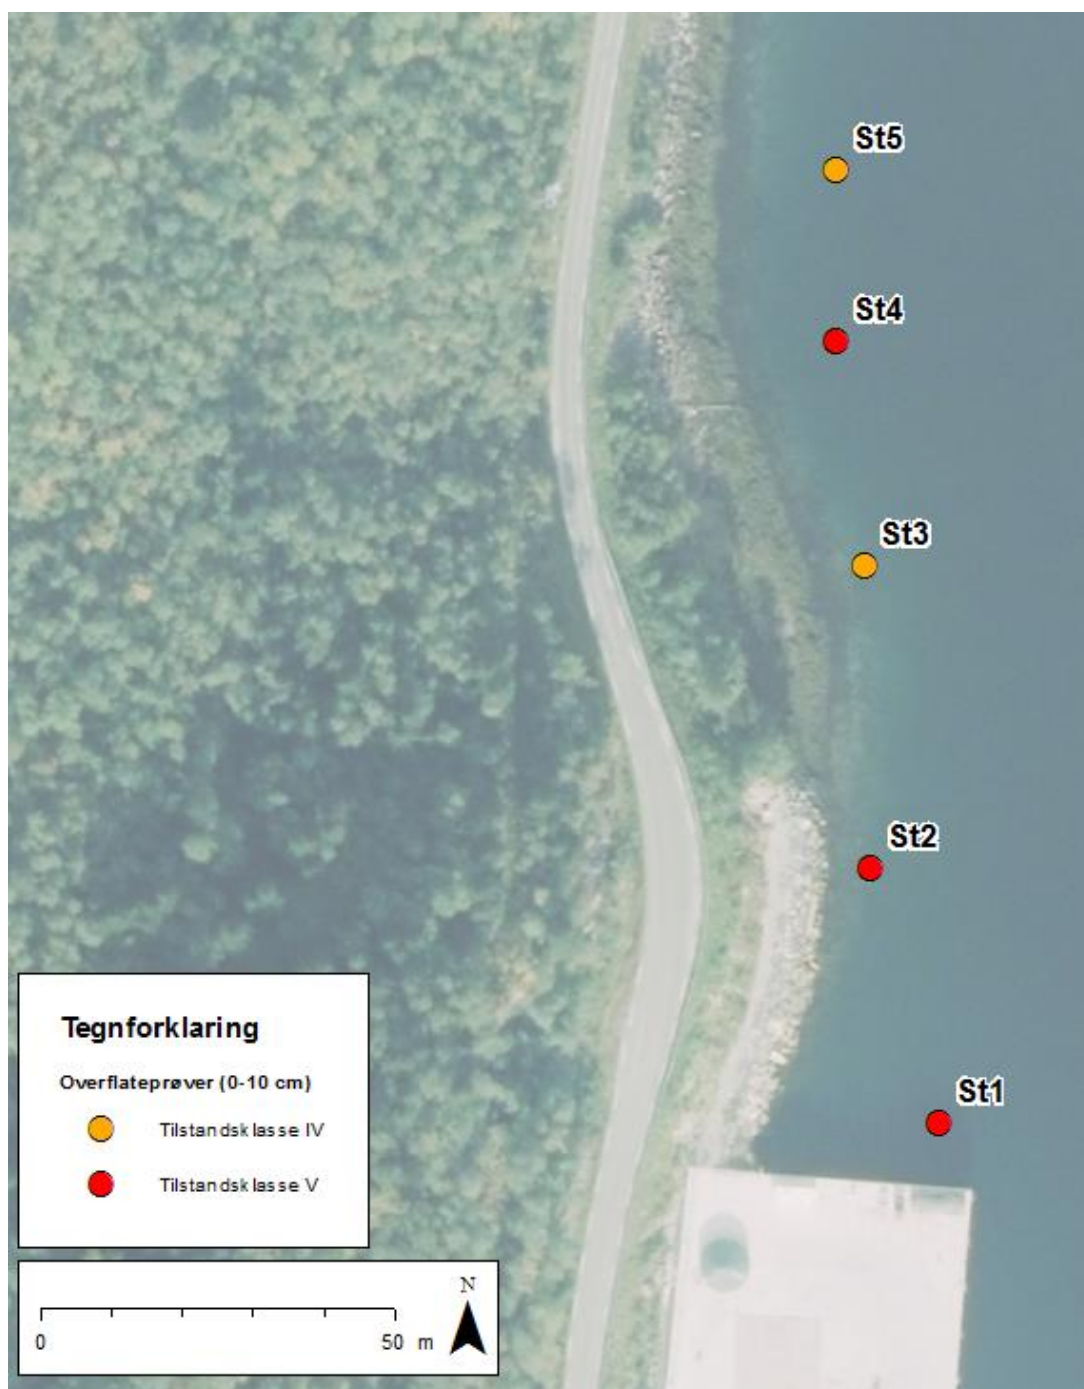 St5
St4
St3
St2
St1
Tegnforklaring
Overflateprøver (0-10 cm)
Tilstandsklasse IV
Tilstandsklasse V
N
0 50 m